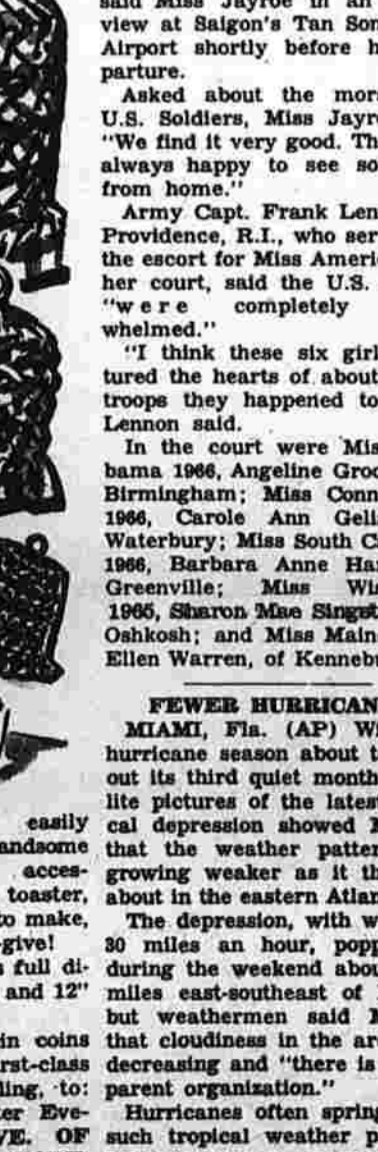 said Miss Jayroe in an
view at Saigon's Tan Son
Airport shortly before h
parture.
Asked about the mor
U.S. Soldiers, Miss Jayr
"We find it very good. Th
always happy to see so
from home."
Army Capt. Frank Len
Providence, R.I., who ser
the escort for Miss Ameri
her court, said the U.S.
"were completely
whelmed."
"I think these six girl
tured the hearts of about
troops they happened to
Lennon said.
In the court were Mis
bama 1966, Angeline Groo
Birmingham; Miss Conn
1966, Carole Ann Geli
Waterbury; Miss South C
1966, Barbara Anne Ha
Greenville; Miss Wi
1965, Sharon Mae Singst
Oshkosh; and Miss Main
Ellen Warren, of Kennebu
FEWER HURRICAN
MIAMI, Fla. (AP) W
hurricane season about t
out its third quiet month
lite pictures of the latest
cal depression showed
that the weather patter
growing weaker as it th
about in the eastern Atlan
The depression, with w
30 miles an hour, popp
during the weekend abou
miles east-southeast of
but weathermen said
that cloudiness in the ar
decreasing and "there is
parent organization."
Hurricanes often spring
such tropical weather p
easily
andsome
acces-
toaster,
to make,
-give!
full di-
and 12"
in coins
rst-class
ling, to:
er Eve-
VE. OF